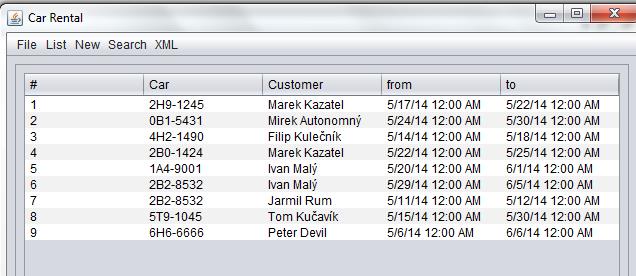 Car Rental
File List New Search XML
# Car Customer from to
1 2H9-1245 Marek Kazatel 5/17/14 12:00 AM 5/22/14 12:00 AM
2 0B1-5431 Mirek Autonomný 5/24/14 12:00 AM 5/30/14 12:00 AM
3 4H2-1490 Filip Kulečník 5/14/14 12:00 AM 5/18/14 12:00 AM
4 2B0-1424 Marek Kazatel 5/22/14 12:00 AM 5/25/14 12:00 AM
5 1A4-9001 Ivan Malý 5/20/14 12:00 AM 6/1/14 12:00 AM
6 2B2-8532 Ivan Malý 5/29/14 12:00 AM 6/5/14 12:00 AM
7 2B2-8532 Jarmil Rum 5/11/14 12:00 AM 5/12/14 12:00 AM
8 5T9-1045 Tom Kučavík 5/15/14 12:00 AM 5/30/14 12:00 AM
9 6H6-6666 Peter Devil 5/6/14 12:00 AM 6/6/14 12:00 AM